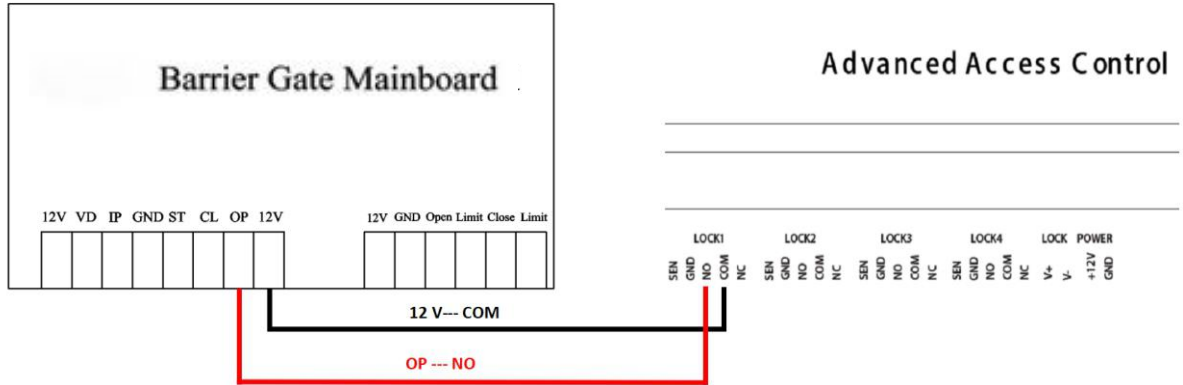 Barrier Gate Mainboard
12V VD IP GND ST CL OP 12V
12V GND Open Limit Close Limit
Advanced Access Control
LOCK1 LOCK2 LOCK3 LOCK4 LOCK POWER
SEN GND NO COM NC SEN GND NO COM NC SEN GND NO COM NC SEN GND NO COM NC V+ V- +12V GND
12 V--- COM
OP --- NO